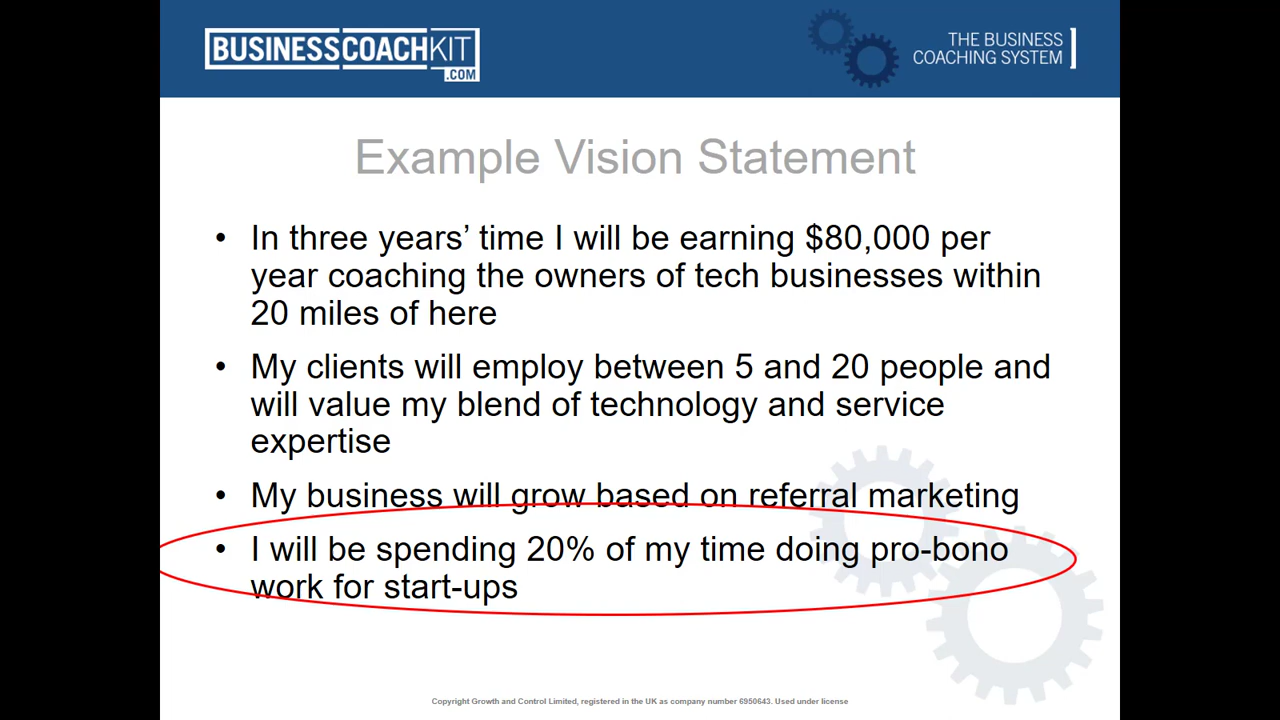 BUSINESSCOACHKIT
.COM
THE BUSINESS
COACHING SYSTEM
Example Vision Statement
• In three years’ time I will be earning $80,000 per
year coaching the owners of tech businesses within
20 miles of here
• My clients will employ between 5 and 20 people and
will value my blend of technology and service
expertise
• My business will grow based on referral marketing
• I will be spending 20% of my time doing pro-bono
work for start-ups
Copyright Growth and Control Limited, registered in the UK as company number 6950643. Used under license